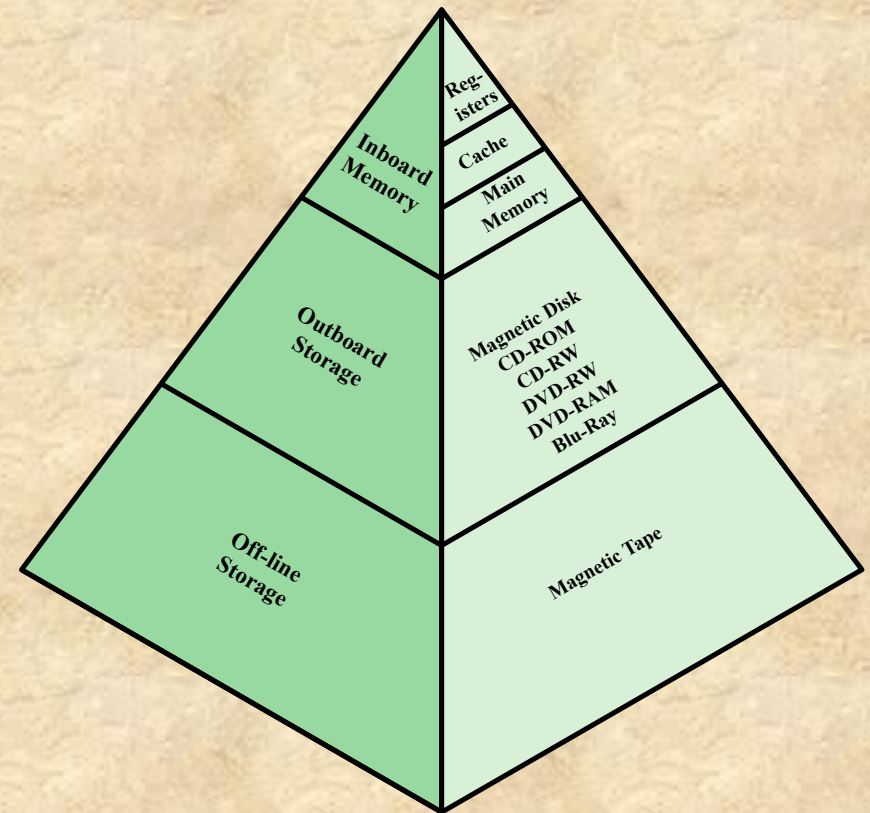 Reg-
isters
Cache
Main
Memory
Inboard
Memory
Magnetic Disk
CD-ROM
CD-RW
DVD-RW
DVD-RAM
Blu-Ray
Outboard
Storage
Magnetic Tape
Off-line
Storage